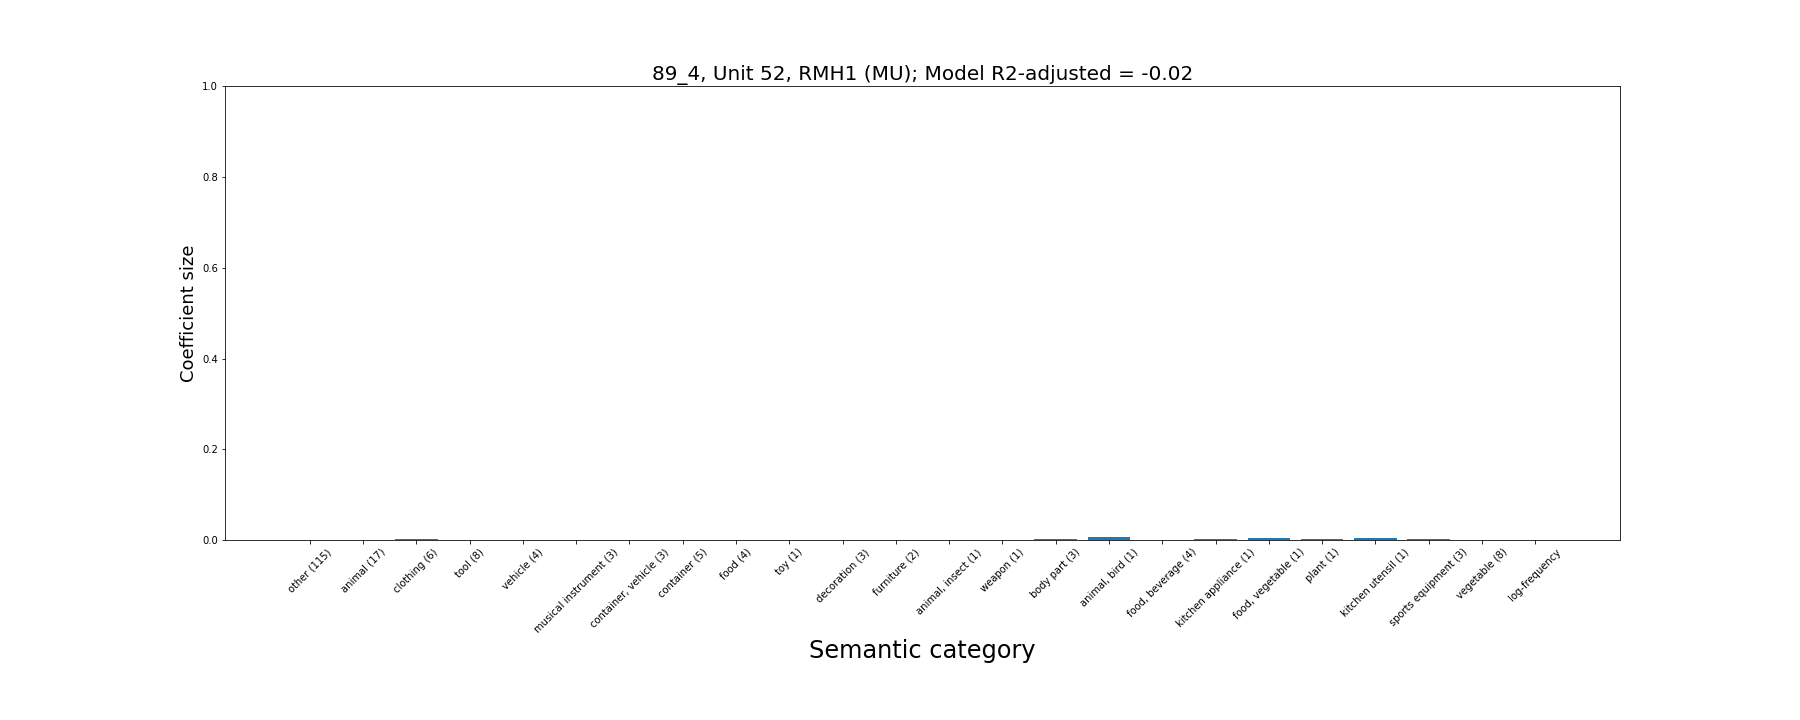 89_4, Unit 52, RMH1 (MU); Model R2-adjusted = -0.02
1.0
0.8
0.6
0.4
0.2
0.0
Coefficient size
other (115)
animal (17)
clothing (6)
tool (8)
vehicle (4)
musical instrument (3)
container, vehicle (3)
container (5)
food (4)
toy (1)
decoration (3)
furniture (2)
animal, insect (1)
weapon (1)
body part (3)
animal, bird (1)
food, beverage (4)
kitchen appliance (1)
food, vegetable (1)
plant (1)
kitchen utensil (1)
sports equipment (3)
vegetable (8)
log-frequency
Semantic category